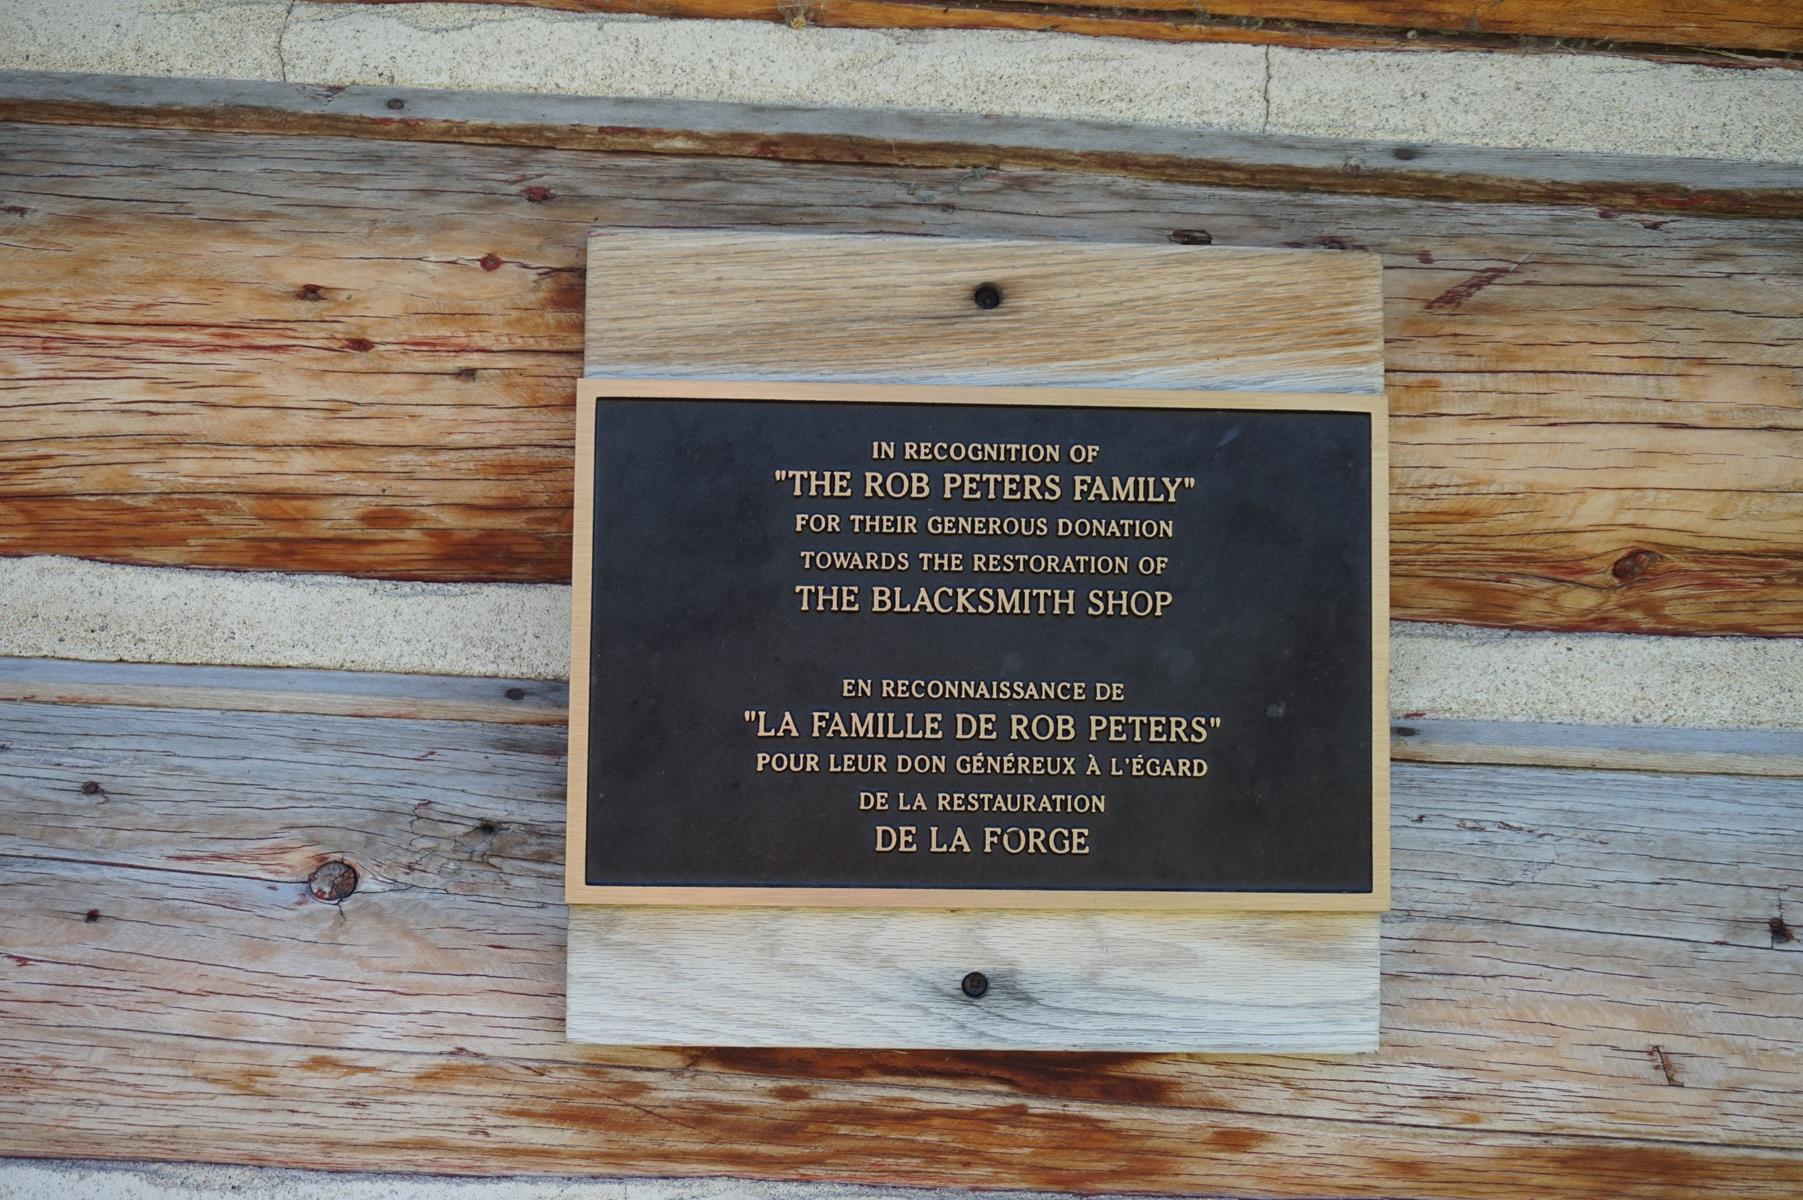 IN RECOGNITION OF
"THE ROB PETERS FAMILY"
FOR THEIR GENEROUS DONATION
TOWARDS THE RESTORATION OF
THE BLACKSMITH SHOP
EN RECONNAISSANCE DE
"LA FAMILLE DE ROB PETERS"
POUR LEUR DON GÉNÉREUX À L'ÉGARD
DE LA RESTAURATION
DE LA FORGE